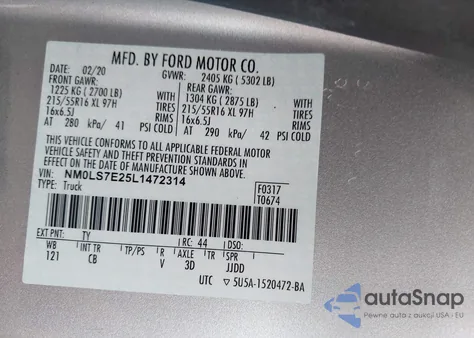 MFD. BY FORD MOTOR CO.
DATE: 02/20 GVWR: 2405 KG ( 5302 LB)
FRONT GAWR: REAR GAWR:
1225 KG ( 2700 LB) WITH 1304 KG ( 2875 LB) WITH
215/55R16 XL 97H TIRES 215/55R16 XL 97H TIRES
16x6.5J RIMS 16x6.5J RIMS
AT 280 kPa/ 41 PSI COLD AT 290 kPa/ 42 PSI COLD
THIS VEHICLE CONFORMS TO ALL APPLICABLE FEDERAL MOTOR
VEHICLE SAFETY AND THEFT PREVENTION STANDARDS IN
EFFECT ON THE DATE OF MANUFACTURE SHOWN ABOVE.
VIN: NM0LS7E25L1472314 F0317
TYPE: Truck T0674
EXT PNT: TY RC: 44 DSO:
WB INT TR TP/PS R AXLE TR SPR
121 CB V 3D JJDD
UTC ▽ 5U5A-1520472-BA
autoSnap
Pewne auta z aukcji USA - EU